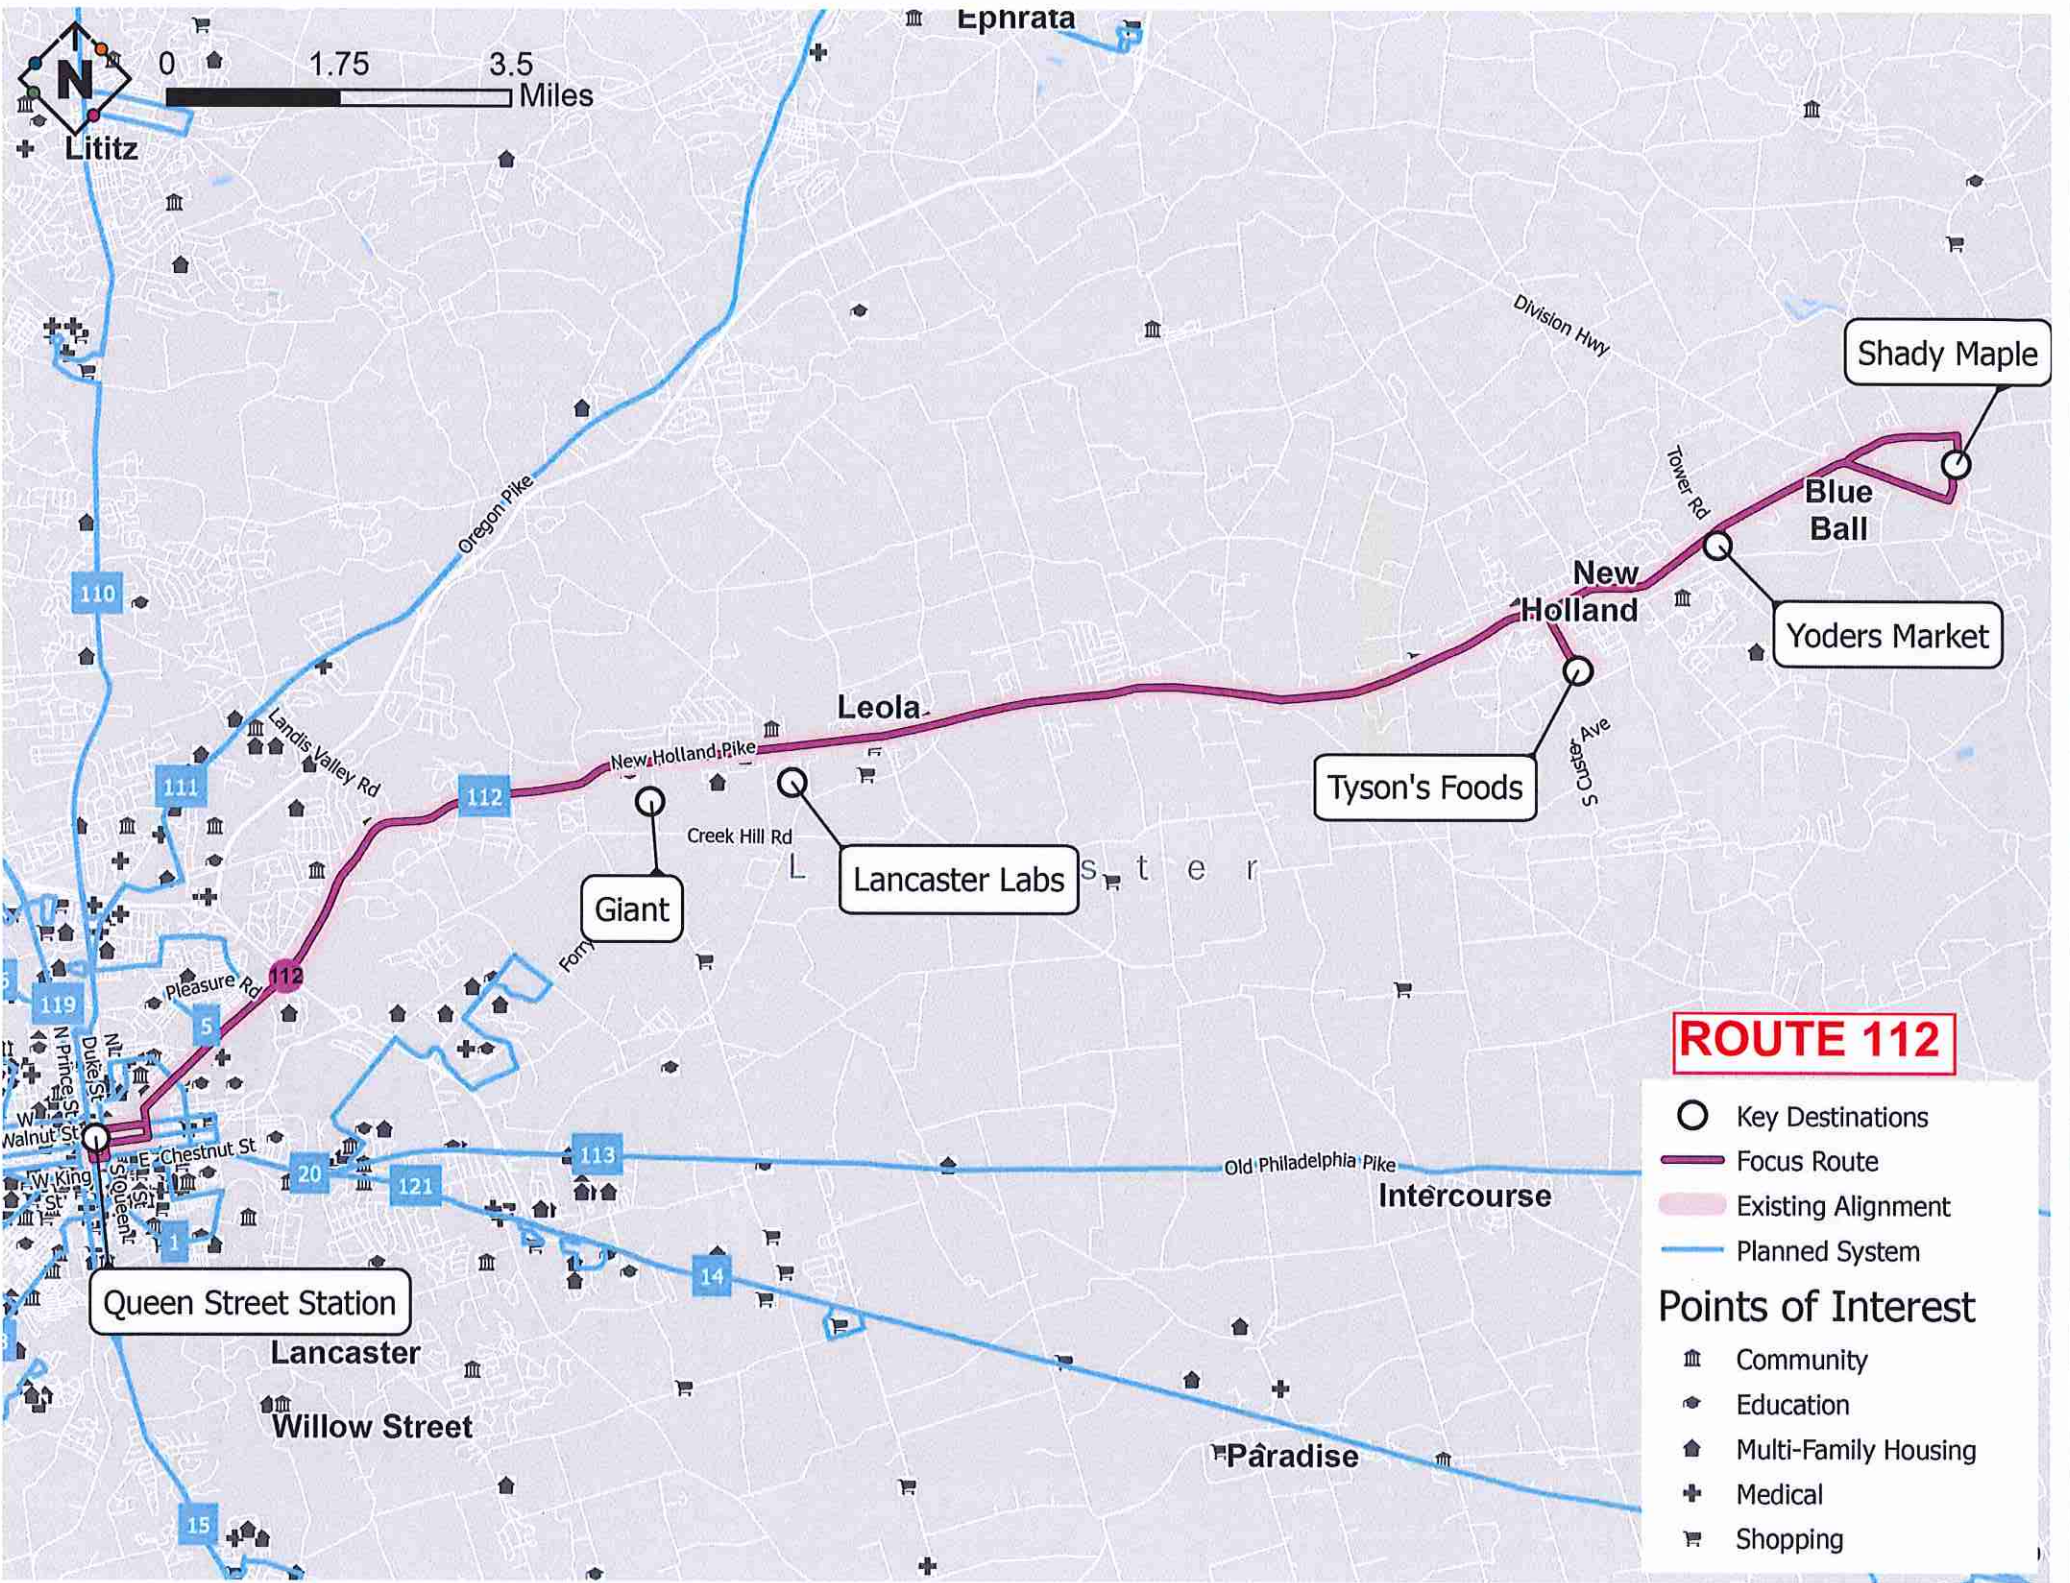 Ephrata
N
0 1.75 3.5
Miles
Lititz
Division Hwy
Shady Maple
Oregon Pike
Tower Rd
Blue
Ball
110
New
Holland
Yoders Market
Landis Valley Rd
Leola
New Holland Pike
111
112
S Custer Ave
Tyson's Foods
Creek Hill Rd
L s t e r
Lancaster Labs
Giant
112
Pleasure Rd
119
5
N Prince St
Duke St
W
Walnut St
E Chestnut St
W King
St
S Queen
20
121
113
Old Philadelphia Pike
Intercourse
1
14
Queen Street Station
Lancaster
Willow Street
Paradise
15
ROUTE 112
Key Destinations
Focus Route
Existing Alignment
Planned System
Points of Interest
Community
Education
Multi-Family Housing
Medical
Shopping